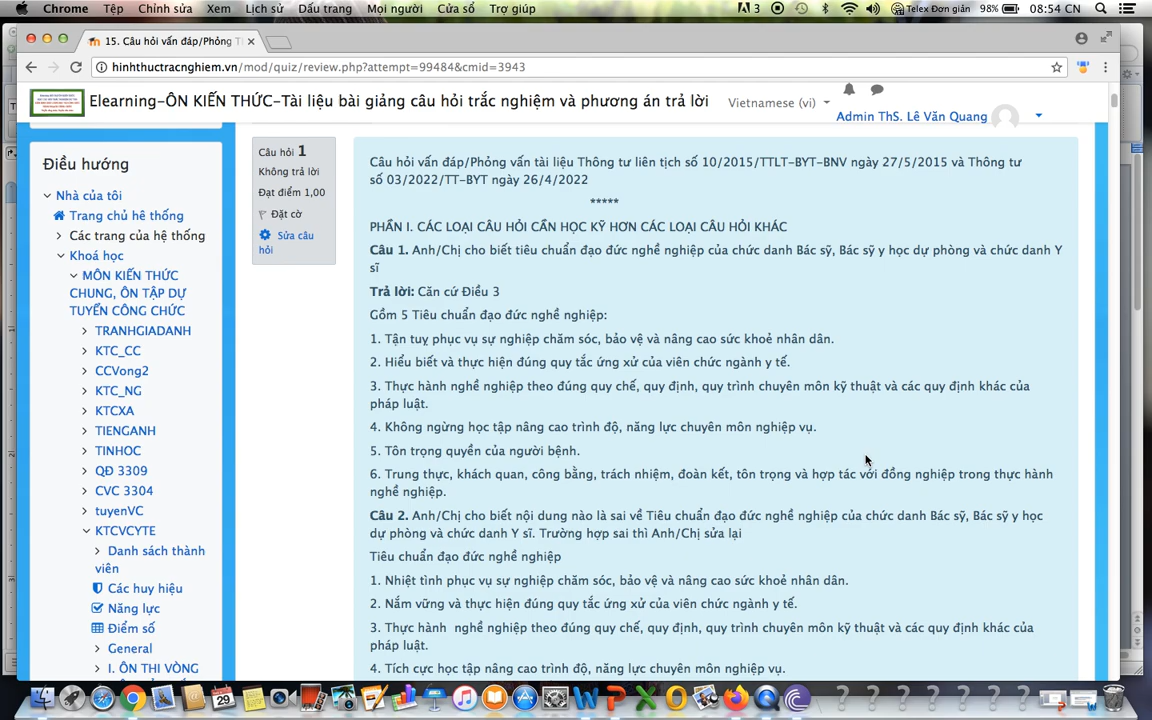 Chrome Tệp Chỉnh sửa Xem Lịch sử Dấu trang Mọi người Cửa sổ Trợ giúp 3 Telex Đơn giản 98% 08:54 CN
15. Câu hỏi vấn đáp/Phỏng
hinhthuctracnghiem.vn/mod/quiz/review.php?attempt=99484&cmid=3943
Elearning-ÔN KIẾN THỨC-Tài liệu bài giảng câu hỏi trắc nghiệm và phương án trả lời
Vietnamese (vi)
Admin ThS. Lê Văn Quang
Điều hướng
Nhà của tôi
Trang chủ hệ thống
Các trang của hệ thống
Khoá học
MÔN KIẾN THỨC
CHUNG, ÔN TẬP DỰ
TUYỂN CÔNG CHỨC
TRANHGIADANH
KTC_CC
CCVong2
KTC_NG
KTCXA
TIENGANH
TINHOC
QĐ 3309
CVC 3304
tuyenVC
KTCVCYTE
Danh sách thành
viên
Các huy hiệu
Năng lực
Điểm số
General
I. ÔN THI VÒNG
Câu hỏi 1
Không trả lời
Đạt điểm 1,00
Đặt cờ
Sửa câu
hỏi
Câu hỏi vấn đáp/Phỏng vấn tài liệu Thông tư liên tịch số 10/2015/TTLT-BYT-BNV ngày 27/5/2015 và Thông tư
số 03/2022/TT-BYT ngày 26/4/2022
*****
PHẦN I. CÁC LOẠI CÂU HỎI CẦN HỌC KỸ HƠN CÁC LOẠI CÂU HỎI KHÁC
Câu 1. Anh/Chị cho biết tiêu chuẩn đạo đức nghề nghiệp của chức danh Bác sỹ, Bác sỹ y học dự phòng và chức danh Y
sĩ
Trả lời: Căn cứ Điều 3
Gồm 5 Tiêu chuẩn đạo đức nghề nghiệp:
1. Tận tuỵ phục vụ sự nghiệp chăm sóc, bảo vệ và nâng cao sức khoẻ nhân dân.
2. Hiểu biết và thực hiện đúng quy tắc ứng xử của viên chức ngành y tế.
3. Thực hành nghề nghiệp theo đúng quy chế, quy định, quy trình chuyên môn kỹ thuật và các quy định khác của
pháp luật.
4. Không ngừng học tập nâng cao trình độ, năng lực chuyên môn nghiệp vụ.
5. Tôn trọng quyền của người bệnh.
6. Trung thực, khách quan, công bằng, trách nhiệm, đoàn kết, tôn trọng và hợp tác với đồng nghiệp trong thực hành
nghề nghiệp.
Câu 2. Anh/Chị cho biết nội dung nào là sai về Tiêu chuẩn đạo đức nghề nghiệp của chức danh Bác sỹ, Bác sỹ y học
dự phòng và chức danh Y sĩ. Trường hợp sai thì Anh/Chị sửa lại
Tiêu chuẩn đạo đức nghề nghiệp
1. Nhiệt tình phục vụ sự nghiệp chăm sóc, bảo vệ và nâng cao sức khoẻ nhân dân.
2. Nắm vững và thực hiện đúng quy tắc ứng xử của viên chức ngành y tế.
3. Thực hành nghề nghiệp theo đúng quy chế, quy định, quy trình chuyên môn kỹ thuật và các quy định khác của
pháp luật.
4. Tích cực học tập nâng cao trình độ, năng lực chuyên môn nghiệp vụ.